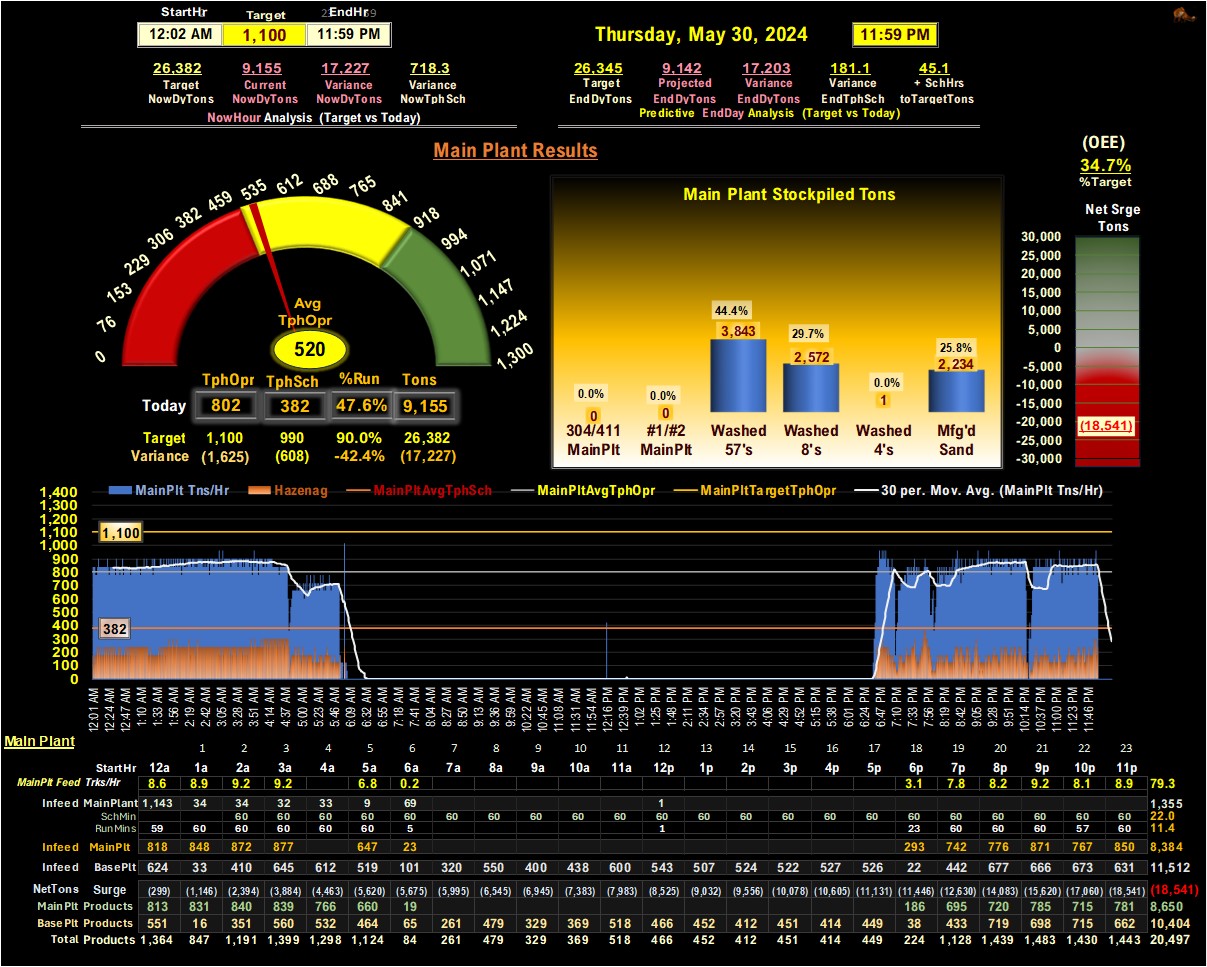 StartHr Target EndHr
12:02 AM 1,100 11:59 PM
Thursday, May 30, 2024 11:59 PM
26,382 9,155 17,227 718.3
Target Current Variance Variance
NowDyTons NowDyTons NowDyTons NowTphSch
NowHour Analysis (Target vs Today)
26,345 9,142 17,203 181.1 45.1
Target Projected Variance Variance + SchHrs
EndDyTons EndDyTons EndDyTons EndTphSch toTargetTons
Predictive EndDay Analysis (Target vs Today)
Main Plant Results
(OEE)
34.7%
%Target
Net Srge
Tons
30,000
25,000
20,000
15,000
10,000
5,000
0
-5,000
-10,000
-15,000
-20,000
-25,000
-30,000
(18,541)
0 76 153 229 306 382 459 535 612 688 765 841 918 994 1,071 1,147 1,224 1,300
Avg
TphOpr
520
TphOpr TphSch %Run Tons
Today 802 382 47.6% 9,155
Target 1,100 990 90.0% 26,382
Variance (1,625) (608) -42.4% (17,227)
Main Plant Stockpiled Tons
0.0% 0.0% 44.4% 29.7% 0.0% 25.8%
0 0 3,843 2,572 1 2,234
304/411 #1/#2 Washed Washed Washed Mfg'd
MainPlt MainPlt 57's 8's 4's Sand
MainPlt Tns/Hr Hazenag MainPltAvgTphSch MainPltAvgTphOpr MainPltTargetTphOpr 30 per. Mov. Avg. (MainPlt Tns/Hr)
1,400
1,300
1,200
1,100
1,000
900
800
700
600
500
400
300
200
100
0
1,100
382
12:01 AM 12:24 AM 12:47 AM 1:10 AM 1:33 AM 1:56 AM 2:19 AM 2:42 AM 3:05 AM 3:28 AM 3:51 AM 4:14 AM 4:37 AM 5:00 AM 5:23 AM 5:46 AM 6:09 AM 6:32 AM 6:55 AM 7:18 AM 7:41 AM 8:04 AM 8:27 AM 8:50 AM 9:13 AM 9:36 AM 9:59 AM 10:22 AM 10:45 AM 11:08 AM 11:31 AM 11:54 AM 12:16 PM 12:39 PM 1:02 PM 1:25 PM 1:48 PM 2:11 PM 2:34 PM 2:57 PM 3:20 PM 3:43 PM 4:06 PM 4:29 PM 4:52 PM 5:15 PM 5:38 PM 6:01 PM 6:24 PM 6:47 PM 7:10 PM 7:33 PM 7:56 PM 8:19 PM 8:42 PM 9:05 PM 9:28 PM 9:51 PM 10:14 PM 10:37 PM 11:00 PM 11:23 PM 11:46 PM
Main Plant
1 2 3 4 5 6 7 8 9 10 11 12 13 14 15 16 17 18 19 20 21 22 23
StartHr 12a 1a 2a 3a 4a 5a 6a 7a 8a 9a 10a 11a 12p 1p 2p 3p 4p 5p 6p 7p 8p 9p 10p 11p
MainPlt Feed Trks/Hr 8.6 8.9 9.2 9.2 6.8 0.2 3.1 7.8 8.2 9.2 8.1 8.9 79.3
Infeed MainPlant 1,143 34 34 32 33 9 69 1 1,355
SchMin 60 60 60 60 60 60 60 60 60 60 60 60 60 60 60 60 60 60 60 60 60 60 22.0
RunMins 59 60 60 60 60 60 5 1 23 60 60 60 57 60 11.4
Infeed MainPlt 818 848 872 877 647 23 293 742 776 871 767 850 8,384
Infeed BasePlt 624 33 410 645 612 519 101 320 550 400 438 600 543 507 524 522 527 526 22 442 677 666 673 631 11,512
NetTons Surge (299) (1,146) (2,394) (3,884) (4,463) (5,620) (5,675) (5,995) (6,545) (6,945) (7,383) (7,983) (8,525) (9,032) (9,556) (10,078) (10,605) (11,131) (11,446) (12,630) (14,083) (15,620) (17,060) (18,541) (18,541)
MainPlt Products 813 831 840 839 766 660 19 186 695 720 785 715 781 8,650
BasePlt Products 551 16 351 560 532 464 65 261 479 329 369 518 466 452 412 451 414 449 38 433 719 698 715 662 10,404
Total Products 1,364 847 1,191 1,399 1,298 1,124 84 261 479 329 369 518 466 452 412 451 414 449 224 1,128 1,439 1,483 1,430 1,443 20,497